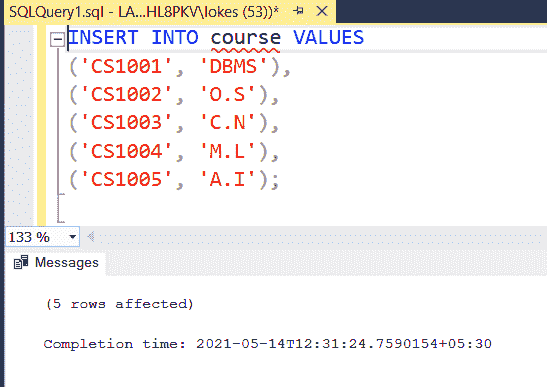 SQLQuery1.sql - LA...HL8PKV\lokes (53))*
INSERT INTO course VALUES
('CS1001', 'DBMS'),
('CS1002', 'O.S'),
('CS1003', 'C.N'),
('CS1004', 'M.L'),
('CS1005', 'A.I');
133 %
Messages
(5 rows affected)
Completion time: 2021-05-14T12:31:24.7590154+05:30